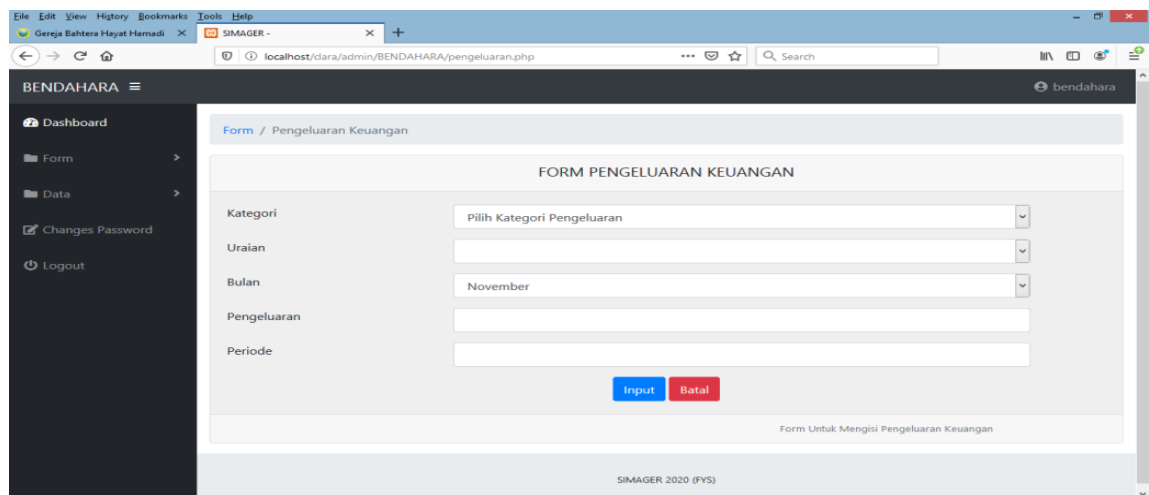 File Edit View History Bookmarks Tools Help
Gereja Bahtera Hayat Hamadi
SIMAGER -
localhost/clara/admin/BENDAHARA/pengeluaran.php
Search
BENDAHARA
bendahara
Dashboard
Form
Data
Changes Password
Logout
Form / Pengeluaran Keuangan
FORM PENGELUARAN KEUANGAN
Kategori
Pilih Kategori Pengeluaran
Uraian
Bulan
November
Pengeluaran
Periode
Input
Batal
Form Untuk Mengisi Pengeluaran Keuangan
SIMAGER 2020 (FYS)